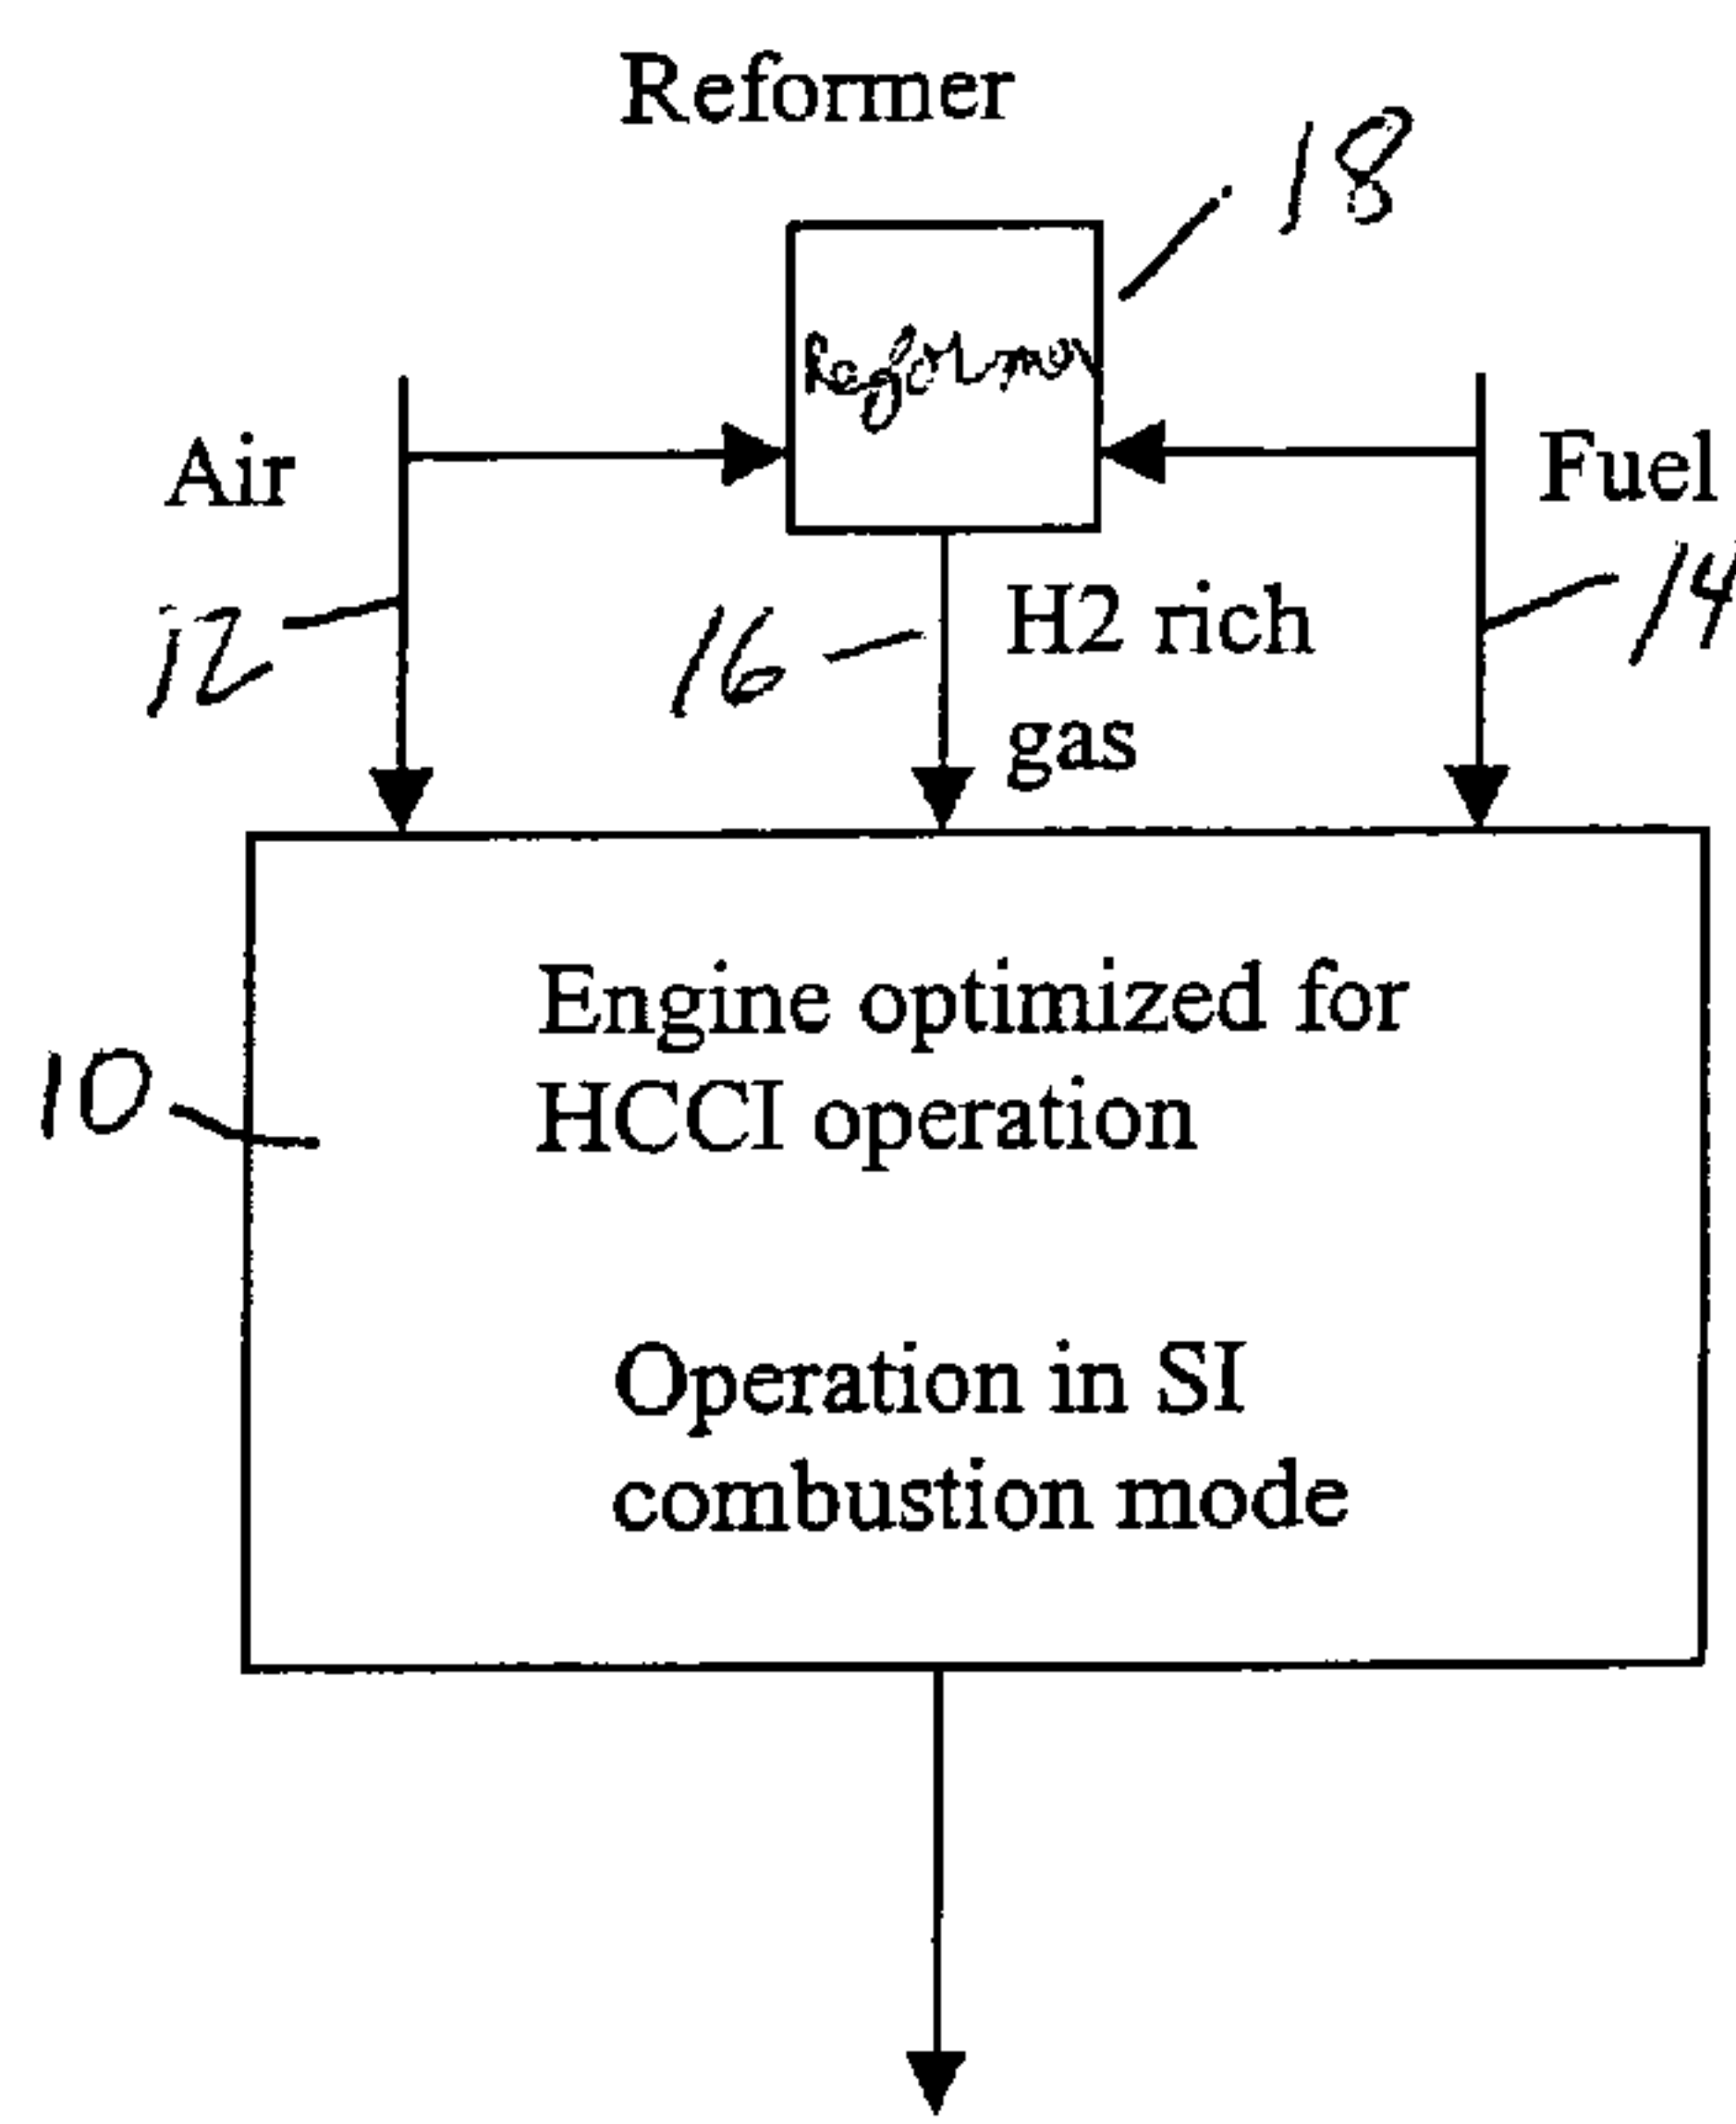 Reformer
18
Reformer
Air
Fuel
12
16
H2 rich
14
gas
Engine optimized for
HCCI operation
10
Operation in SI
combustion mode